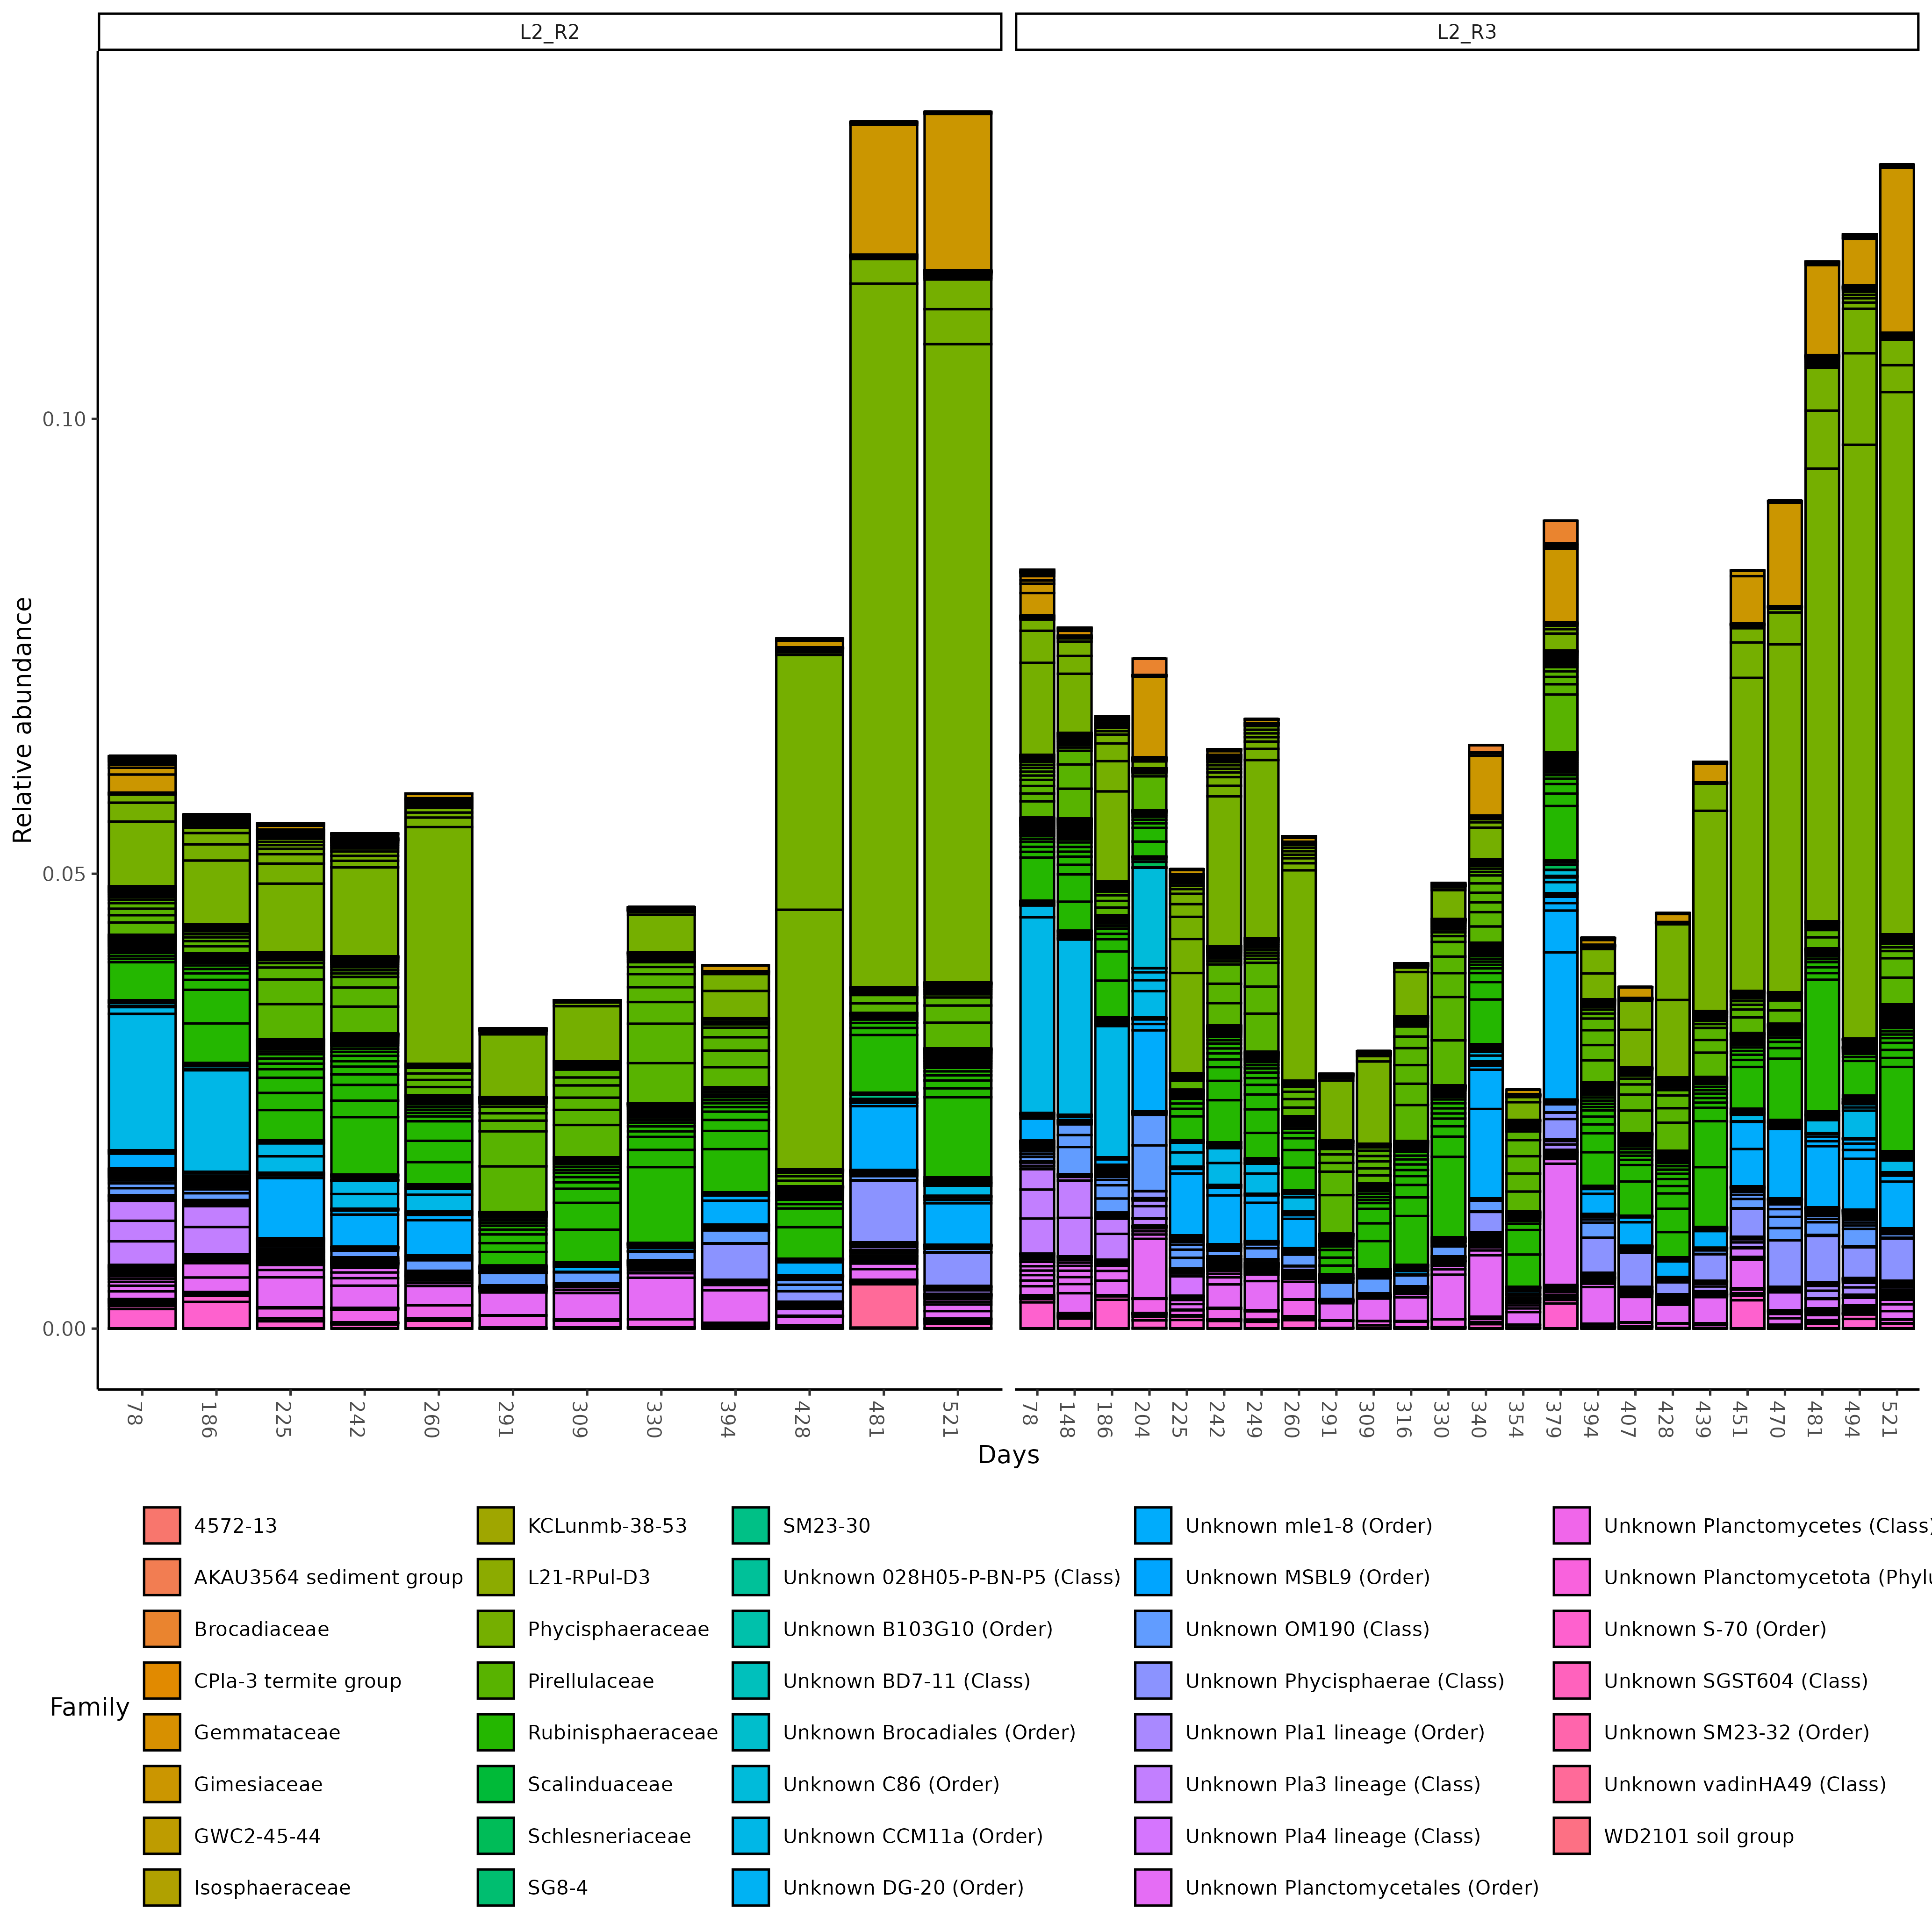 L2_R2 L2_R3
0.10
0.05
0.00
Relative abundance
78 186 225 242 260 291 309 330 394 428 481 521 78 148 186 204 225 242 249 260 291 309 316 330 340 354 379 394 407 428 439 451 470 481 494 521
Days
Family
4572-13 KCLunmb-38-53 SM23-30 Unknown mle1-8 (Order) Unknown Planctomycetes (Class)
AKAU3564 sediment group L21-RPul-D3 Unknown 028H05-P-BN-P5 (Class) Unknown MSBL9 (Order) Unknown Planctomycetota (Phylu
Brocadiaceae Phycisphaeraceae Unknown B103G10 (Order) Unknown OM190 (Class) Unknown S-70 (Order)
CPla-3 termite group Pirellulaceae Unknown BD7-11 (Class) Unknown Phycisphaerae (Class) Unknown SGST604 (Class)
Gemmataceae Rubinisphaeraceae Unknown Brocadiales (Order) Unknown Pla1 lineage (Order) Unknown SM23-32 (Order)
Gimesiaceae Scalinduaceae Unknown C86 (Order) Unknown Pla3 lineage (Class) Unknown vadinHA49 (Class)
GWC2-45-44 Schlesneriaceae Unknown CCM11a (Order) Unknown Pla4 lineage (Class) WD2101 soil group
Isosphaeraceae SG8-4 Unknown DG-20 (Order) Unknown Planctomycetales (Order)